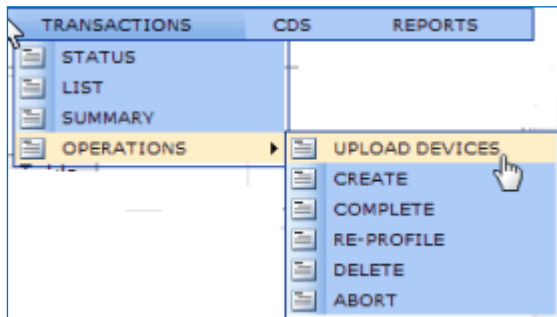 TRANSACTIONS CDS REPORTS
STATUS
LIST
SUMMARY
OPERATIONS
UPLOAD DEVICES
CREATE
COMPLETE
RE-PROFILE
DELETE
ABORT